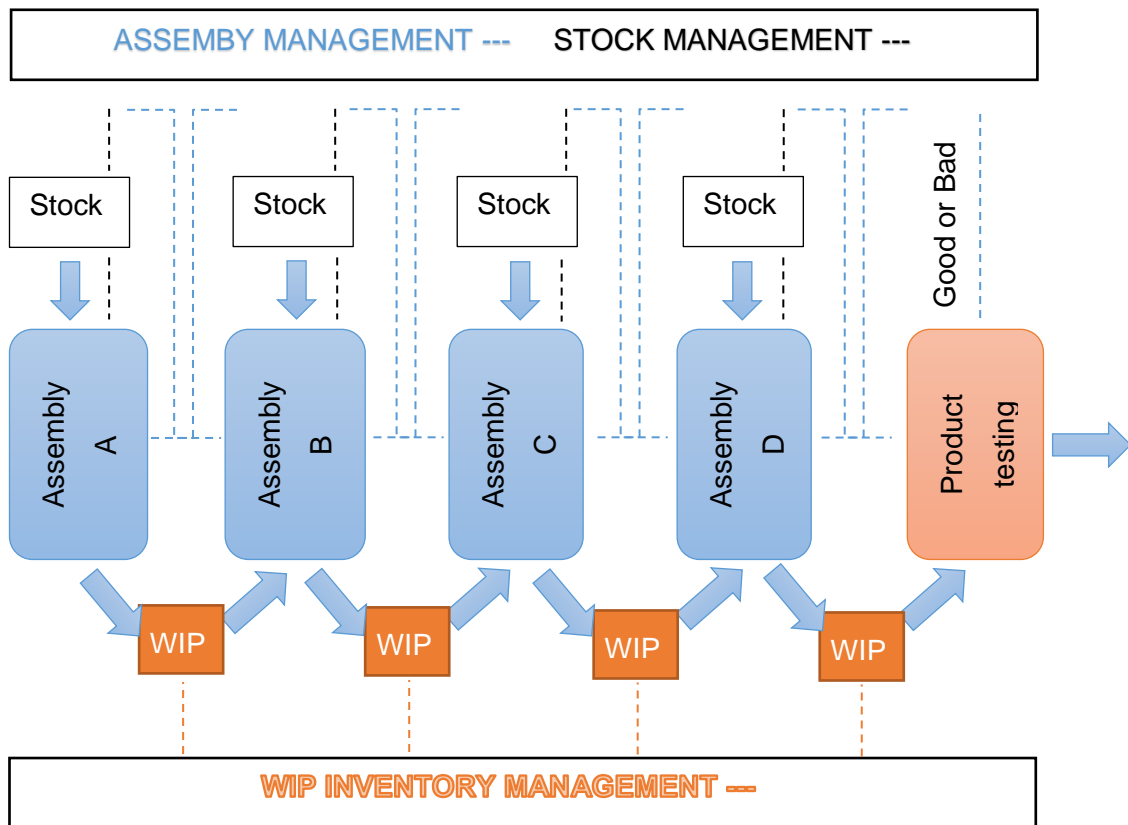 ASSEMBY MANAGEMENT --- STOCK MANAGEMENT ---
Stock
Stock
Stock
Stock
Good or Bad
Assembly
A
Assembly
B
Assembly
C
Assembly
D
Product
testing
WIP
WIP
WIP
WIP
WIP INVENTORY MANAGEMENT ---